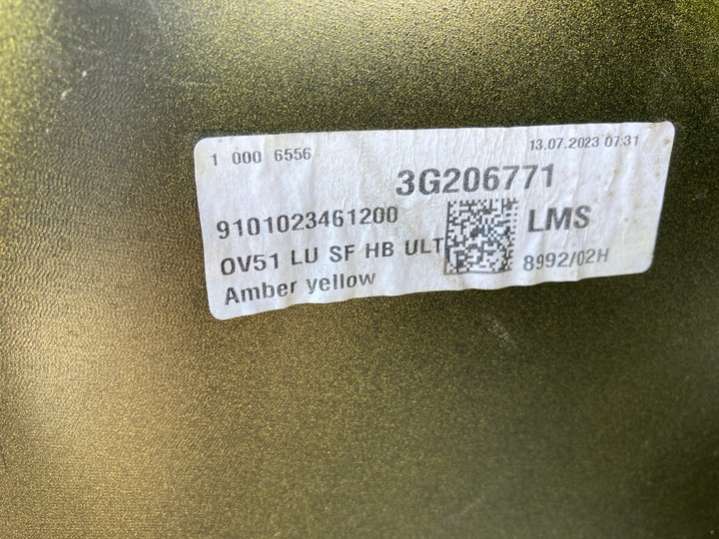 1 000 6556
13.07.2023 07:31
3G206771
9101023461200
LMS
OV51 LU SF HB ULT
8992/02H
Amber yellow